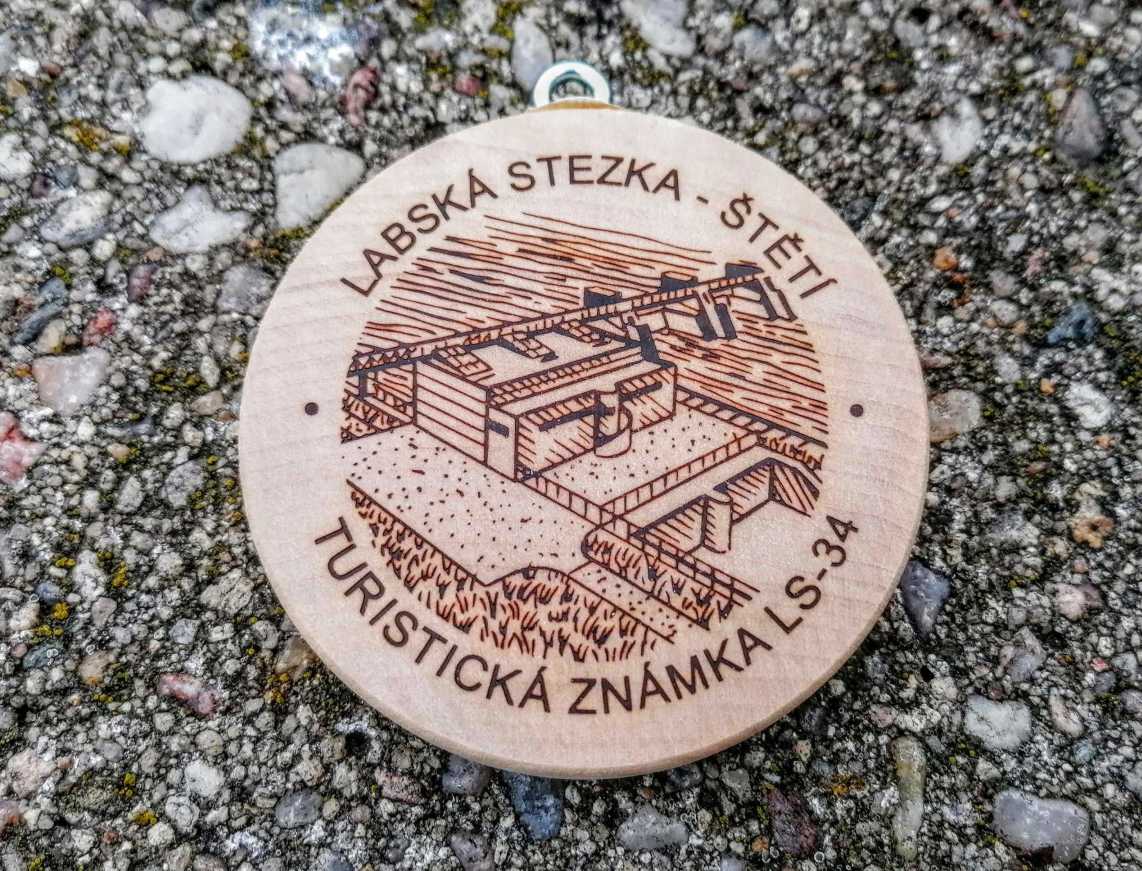 LABSKÁ STEZKA - ŠTĚTÍ
TURISTICKÁ ZNÁMKA LS-34